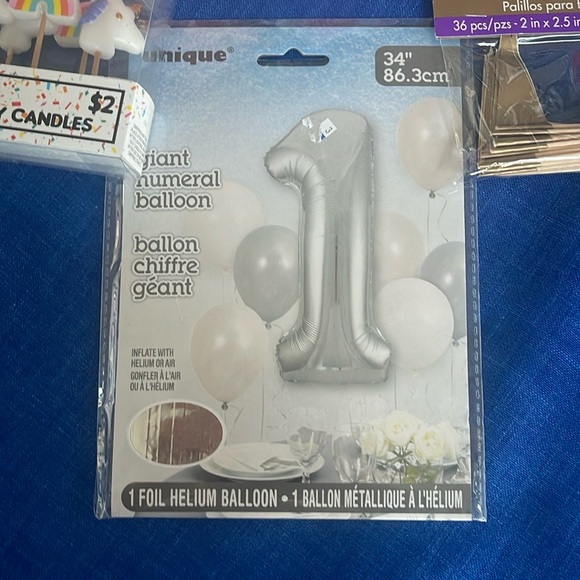 unique®
34"
86.3cm
giant
numeral
balloon
ballon
chiffre
géant
INFLATE WITH
HELIUM OR AIR
GONFLER À L'AIR
OU À L'HÉLIUM
1 FOIL HELIUM BALLOON • 1 BALLON MÉTALLIQUE À L'HÉLIUM
$2
Y CANDLES
Palillos para
36 pcs/pzs - 2 in x 2.5 in